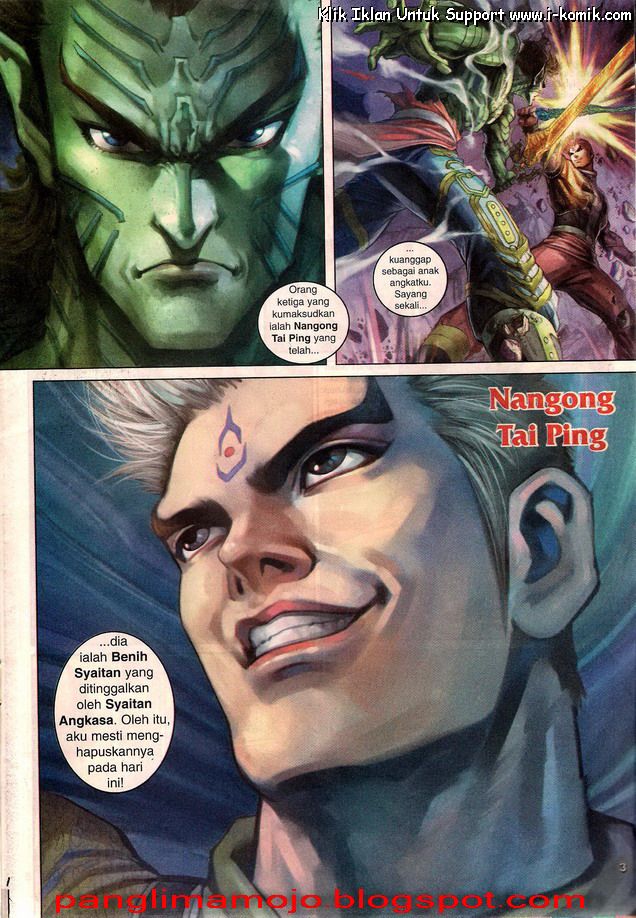 Klik Iklan Untuk Support www.i-komik.com
Orang
ketiga yang
kumaksudkan
ialah Nangong
Tai Ping yang
telah...
...
kuanggap
sebagai anak
angkatku.
Sayang
sekali...
Nangong
Tai Ping
...dia
ialah Benih
Syaitan yang
ditinggalkan
oleh Syaitan
Angkasa. Oleh itu,
aku mesti meng-
hapuskannya
pada hari
ini!
3
panglimamojo.blogspot.com